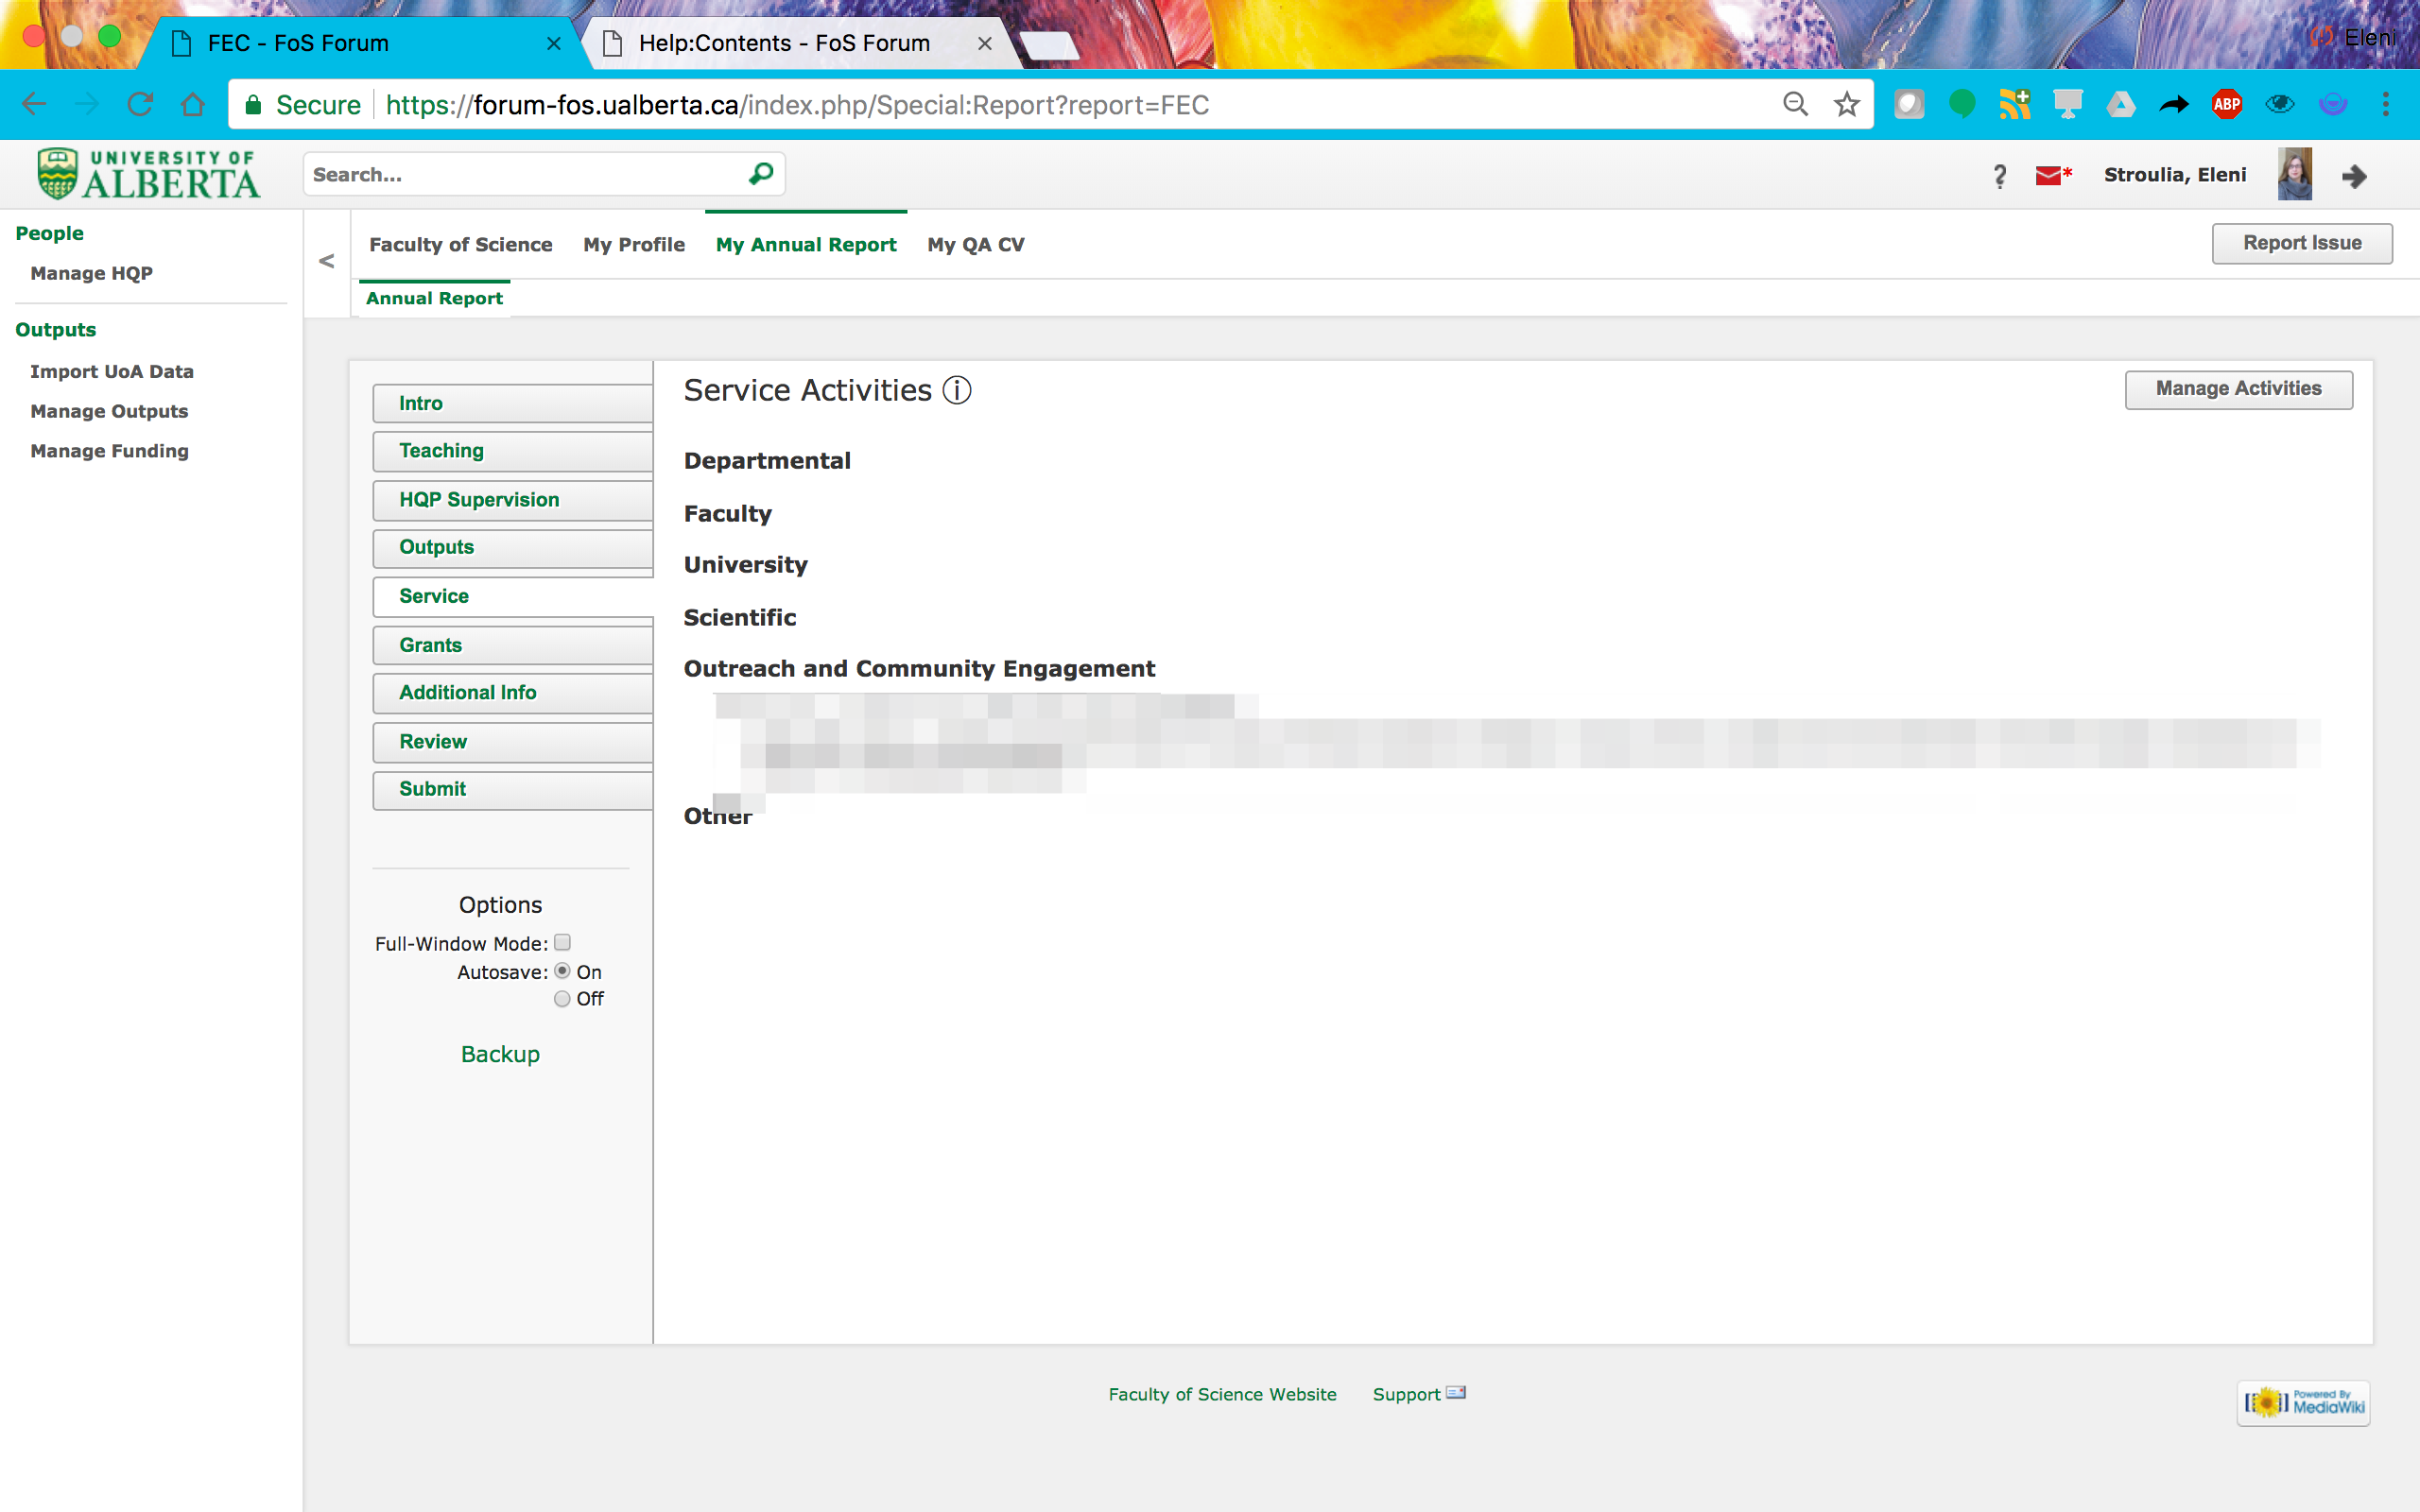 Eleni
FEC - FoS Forum
Help:Contents - FoS Forum
Secure https://forum-fos.ualberta.ca/index.php/Special:Report?report=FEC
ABP
UNIVERSITY OF
ALBERTA
Search...
? * Stroulia, Eleni
People
Manage HQP
Outputs
Import UoA Data
Manage Outputs
Manage Funding
<
Faculty of Science My Profile My Annual Report My QA CV
Report Issue
Annual Report
Intro
Teaching
HQP Supervision
Outputs
Service
Grants
Additional Info
Review
Submit
Options
Full-Window Mode:
Autosave: On
Off
Backup
Service Activities
Manage Activities
Departmental
Faculty
University
Scientific
Outreach and Community Engagement
Other
Faculty of Science Website Support
Powered By
MediaWiki